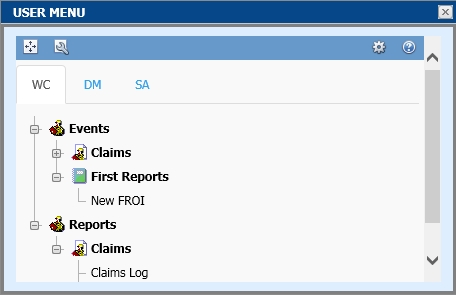 USER MENU
WC DM SA
Events
Claims
First Reports
New FROI
Reports
Claims
Claims Log